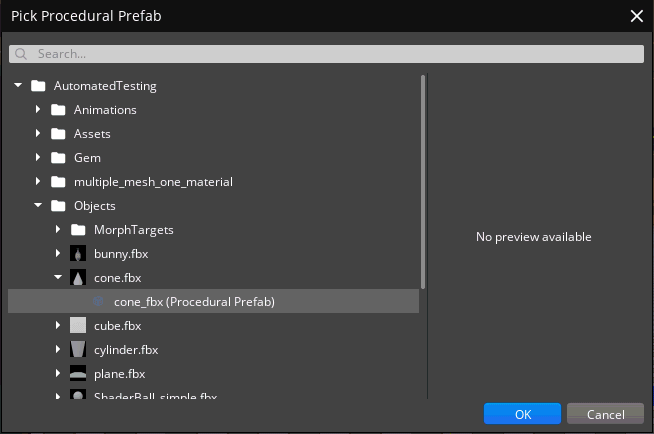 Pick Procedural Prefab
Search...
AutomatedTesting
Animations
Assets
Gem
multiple_mesh_one_material
Objects
MorphTargets
bunny.fbx
cone.fbx
cone_fbx (Procedural Prefab)
cube.fbx
cylinder.fbx
plane.fbx
ShaderBall_simple.fbx
No preview available
OK
Cancel